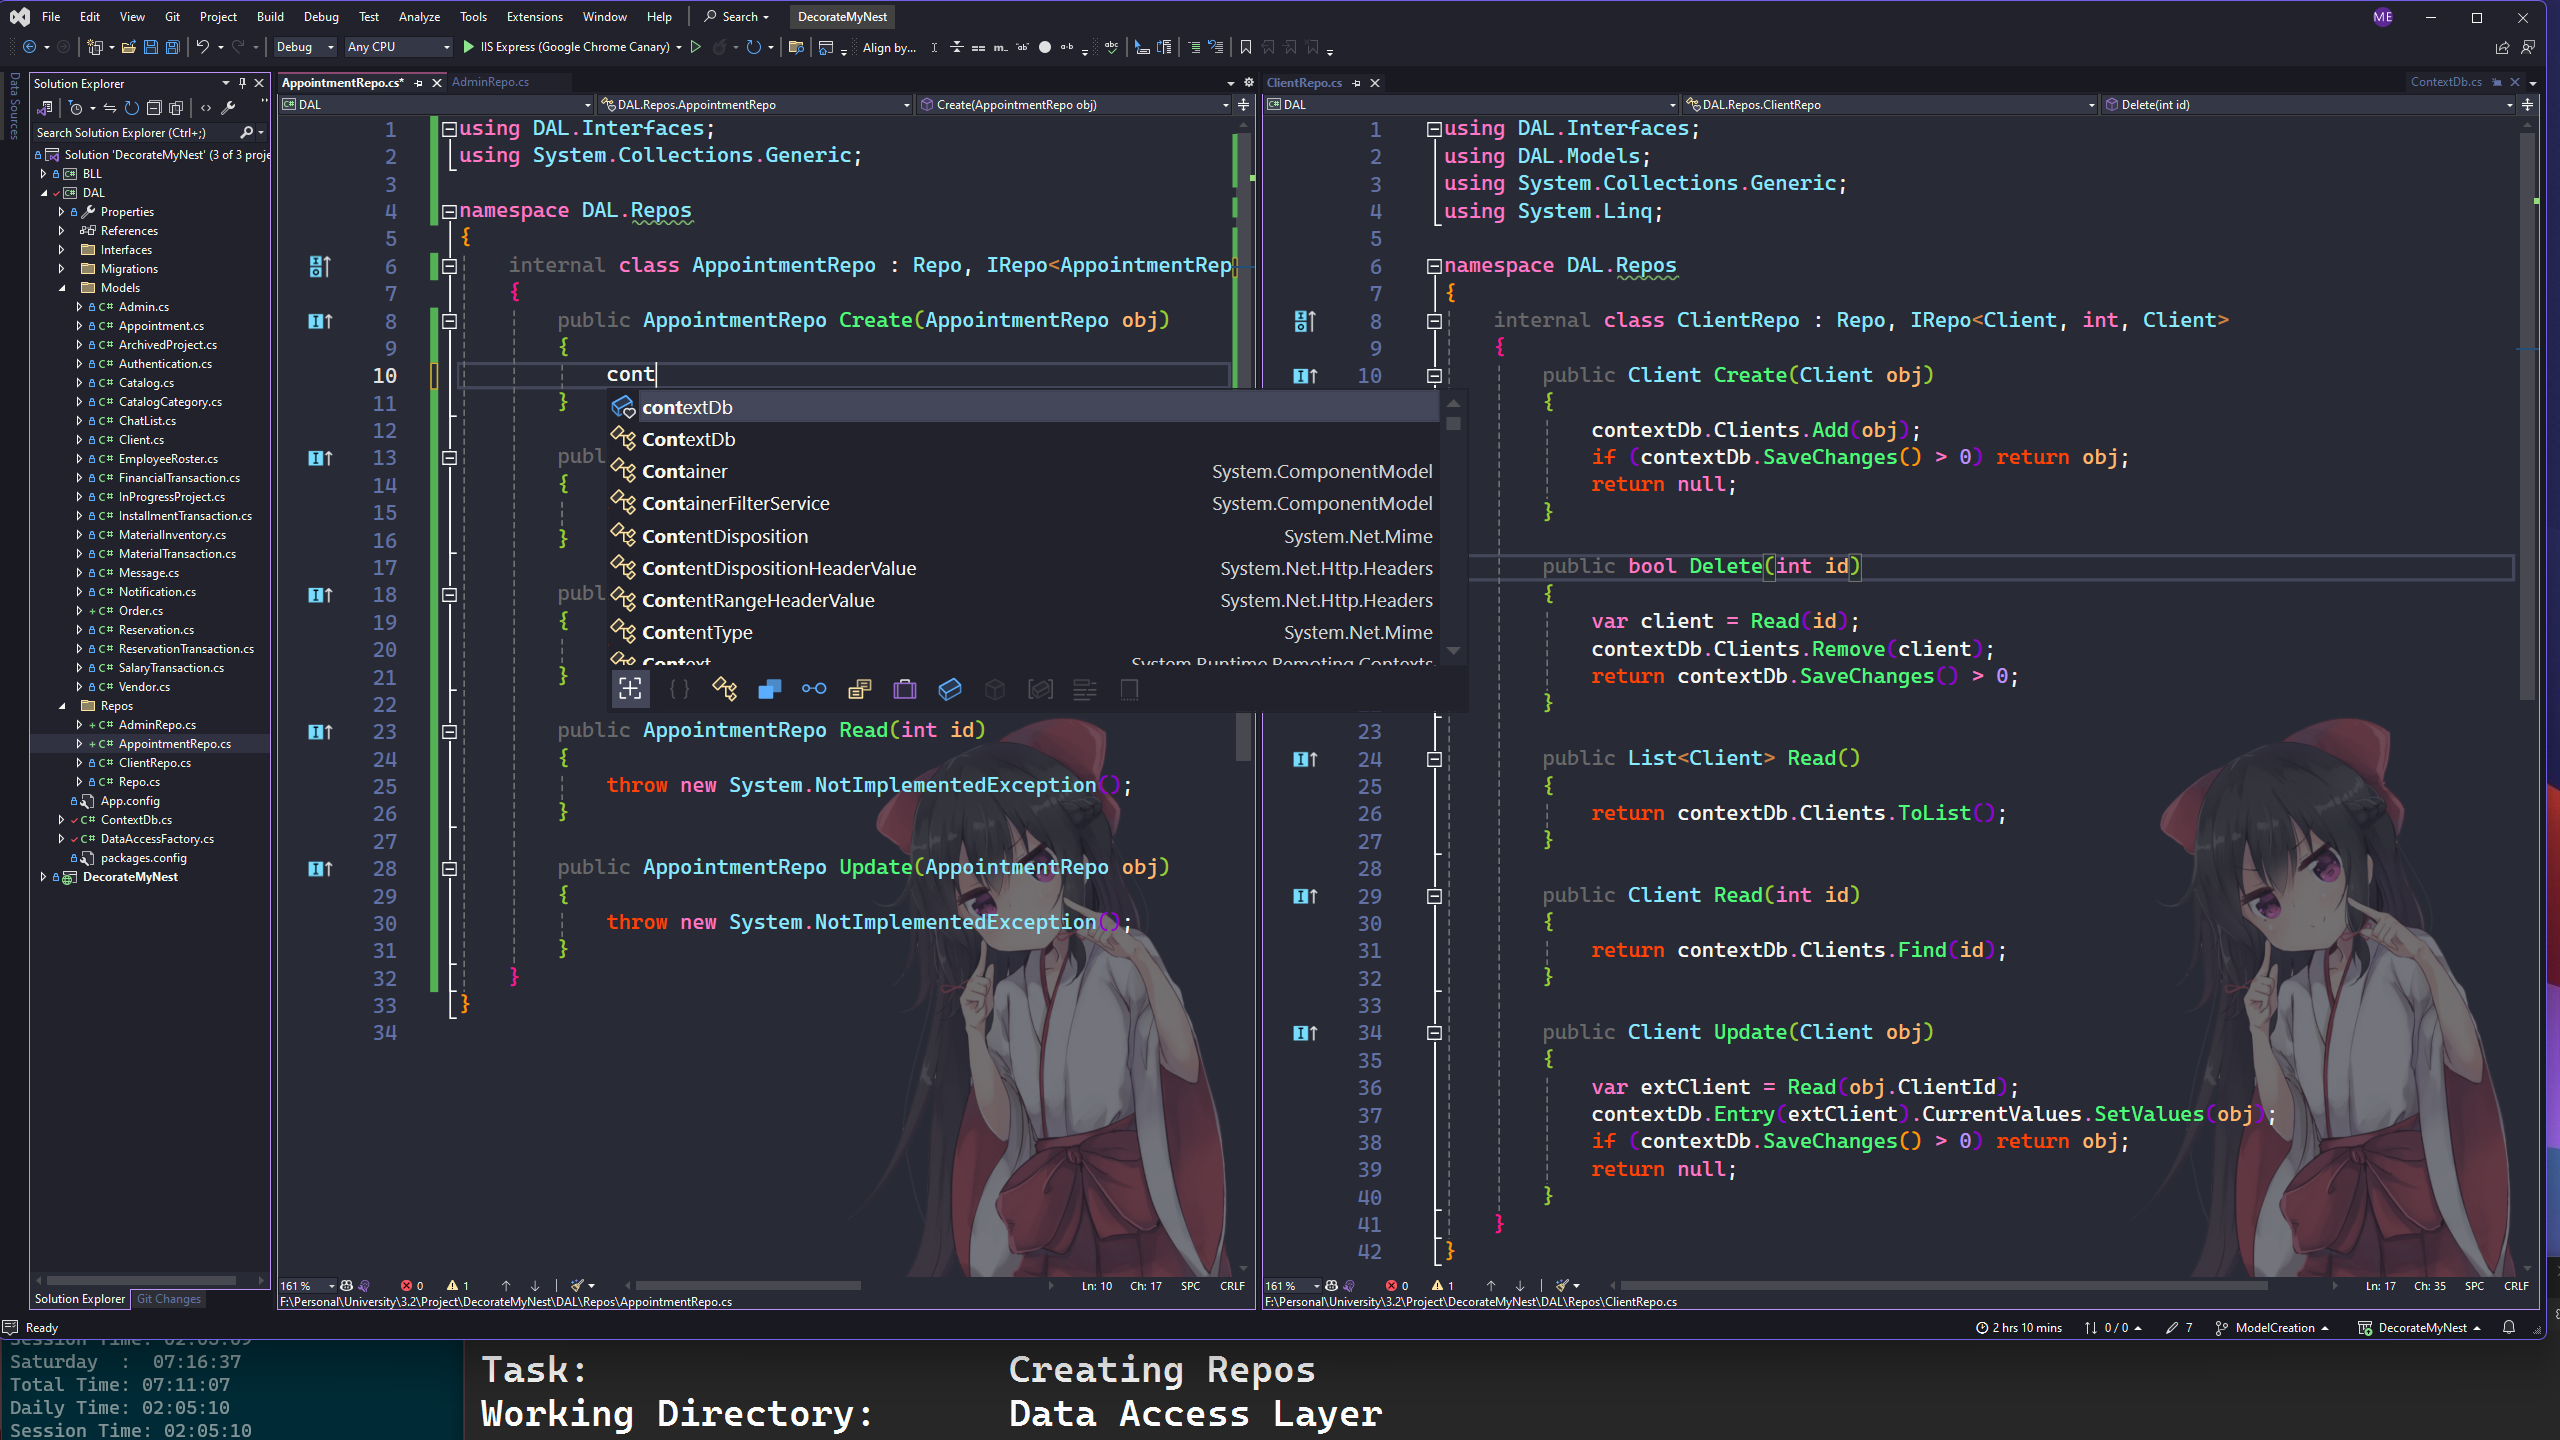 File Edit View Git Project Build Debug Test Analyze Tools Extensions Window Help Search DecorateMyNest ME
Debug Any CPU IIS Express (Google Chrome Canary) Align by...
Data Sources
Solution Explorer
Search Solution Explorer (Ctrl+;)
Solution 'DecorateMyNest' (3 of 3 proje
BLL
DAL
Properties
References
Interfaces
Migrations
Models
C# Admin.cs
C# Appointment.cs
C# ArchivedProject.cs
C# Authentication.cs
C# Catalog.cs
C# CatalogCategory.cs
C# ChatList.cs
C# Client.cs
C# EmployeeRoster.cs
C# FinancialTransaction.cs
C# InProgressProject.cs
C# InstallmentTransaction.cs
C# MaterialInventory.cs
C# MaterialTransaction.cs
C# Message.cs
C# Notification.cs
+ C# Order.cs
C# Reservation.cs
C# ReservationTransaction.cs
C# SalaryTransaction.cs
C# Vendor.cs
Repos
+ C# AdminRepo.cs
+ C# AppointmentRepo.cs
C# ClientRepo.cs
C# Repo.cs
App.config
C# ContextDb.cs
C# DataAccessFactory.cs
packages.config
DecorateMyNest
Solution Explorer Git Changes
AppointmentRepo.cs* AdminRepo.cs
C# DAL DAL.Repos.AppointmentRepo Create(AppointmentRepo obj)
1 using DAL.Interfaces;
2 using System.Collections.Generic;
3
4 namespace DAL.Repos
5 {
6 internal class AppointmentRepo : Repo, IRepo<AppointmentRep
7 {
8 public AppointmentRepo Create(AppointmentRepo obj)
9 {
10 cont
11 }
12
13 publ
14 {
15
16 }
17
18 publ
19 {
20
21 }
22
23 public AppointmentRepo Read(int id)
24 {
25 throw new System.NotImplementedException();
26 }
27
28 public AppointmentRepo Update(AppointmentRepo obj)
29 {
30 throw new System.NotImplementedException();
31 }
32 }
33 }
34
contextDb
ContextDb
Container System.ComponentModel
ContainerFilterService System.ComponentModel
ContentDisposition System.Net.Mime
ContentDispositionHeaderValue System.Net.Http.Headers
ContentRangeHeaderValue System.Net.Http.Headers
ContentType System.Net.Mime
Context System.Runtime.Remoting.Contexts
161 % 0 1 Ln: 10 Ch: 17 SPC CRLF
F:\Personal\University\3.2\Project\DecorateMyNest\DAL\Repos\AppointmentRepo.cs
ClientRepo.cs ContextDb.cs
C# DAL DAL.Repos.ClientRepo Delete(int id)
1 using DAL.Interfaces;
2 using DAL.Models;
3 using System.Collections.Generic;
4 using System.Linq;
5
6 namespace DAL.Repos
7 {
8 internal class ClientRepo : Repo, IRepo<Client, int, Client>
9 {
10 public Client Create(Client obj)
{
contextDb.Clients.Add(obj);
if (contextDb.SaveChanges() > 0) return obj;
return null;
}
public bool Delete(int id)
{
var client = Read(id);
contextDb.Clients.Remove(client);
return contextDb.SaveChanges() > 0;
}
23
24 public List<Client> Read()
25 {
26 return contextDb.Clients.ToList();
27 }
28
29 public Client Read(int id)
30 {
31 return contextDb.Clients.Find(id);
32 }
33
34 public Client Update(Client obj)
35 {
36 var extClient = Read(obj.ClientId);
37 contextDb.Entry(extClient).CurrentValues.SetValues(obj);
38 if (contextDb.SaveChanges() > 0) return obj;
39 return null;
40 }
41 }
42 }
161 % 0 1 Ln: 17 Ch: 35 SPC CRLF
F:\Personal\University\3.2\Project\DecorateMyNest\DAL\Repos\ClientRepo.cs
Ready 2 hrs 10 mins 0 / 0 7 ModelCreation DecorateMyNest
Saturday : 07:16:37
Total Time: 07:11:07
Daily Time: 02:05:10
Session Time: 02:05:10
Task: Creating Repos
Working Directory: Data Access Layer